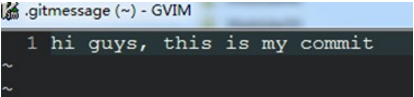 .gitmessage (~) - GVIM
1 hi guys, this is my commit
~
~